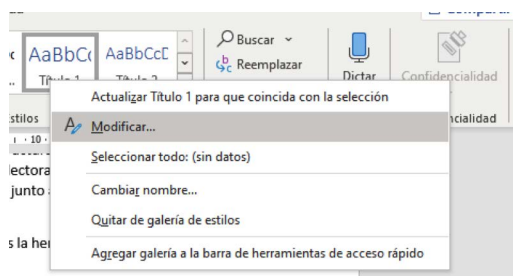 Compartir
AaBbCc AaBbCcD
Buscar
Reemplazar
Título 1 Título 2
Dictar Confidencialidad
Actualizar Título 1 para que coincida con la selección
stilos
ncialidad
Modificar...
10
Seleccionar todo: (sin datos)
lectora
junto
Cambiar nombre...
Quitar de galería de estilos
s la her
Agregar galería a la barra de herramientas de acceso rápido